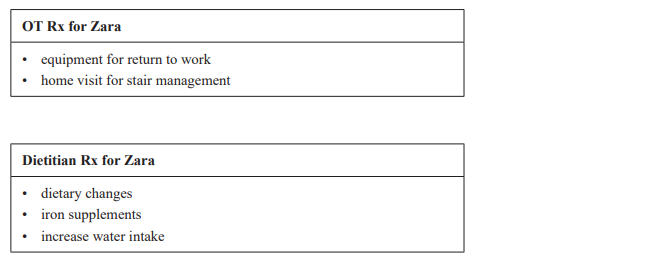 OT Rx for Zara
• equipment for return to work
• home visit for stair management
Dietitian Rx for Zara
• dietary changes
• iron supplements
• increase water intake